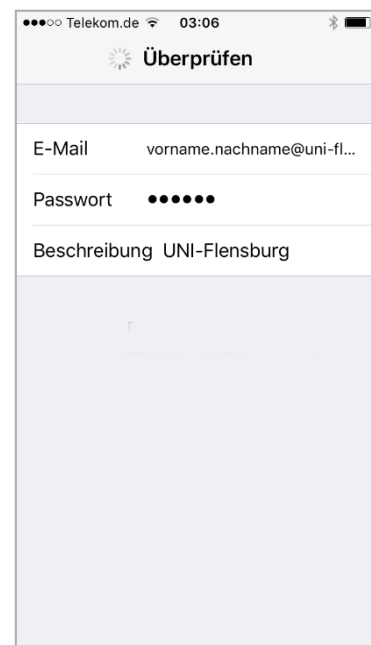 ●●●○○ Telekom.de 03:06
Überprüfen
E-Mail vorname.nachname@uni-fl...
Passwort ●●●●●●
Beschreibung UNI-Flensburg